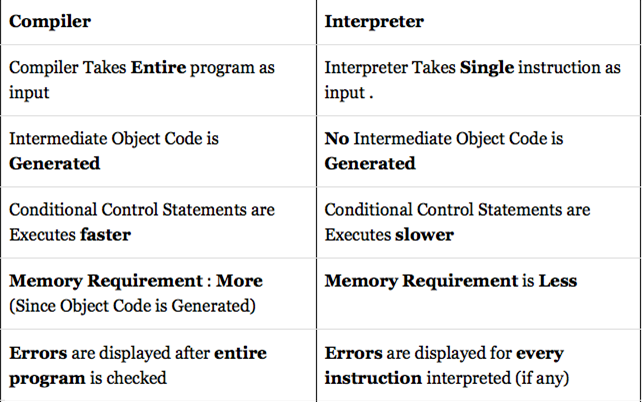 Compiler
Interpreter
Compiler Takes Entire program as
input
Interpreter Takes Single instruction as
input .
Intermediate Object Code is
Generated
No Intermediate Object Code is
Generated
Conditional Control Statements are
Executes faster
Conditional Control Statements are
Executes slower
Memory Requirement : More
(Since Object Code is Generated)
Memory Requirement is Less
Errors are displayed after entire
program is checked
Errors are displayed for every
instruction interpreted (if any)